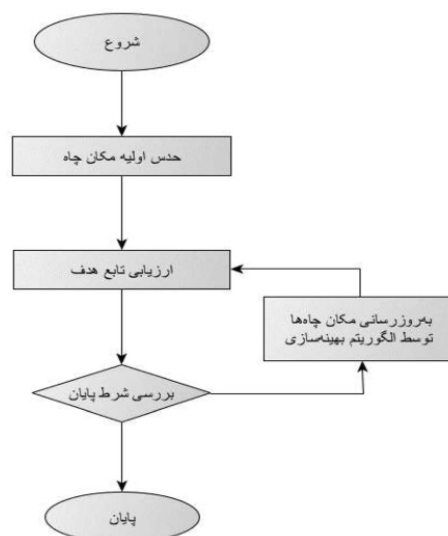 شروع
حدس اولیه مکان چاه
ارزیابی تابع هدف
به‌روزرسانی مکان چاه‌ها
توسط الگوریتم بهینه‌سازی
بررسی شرط پایان
پایان